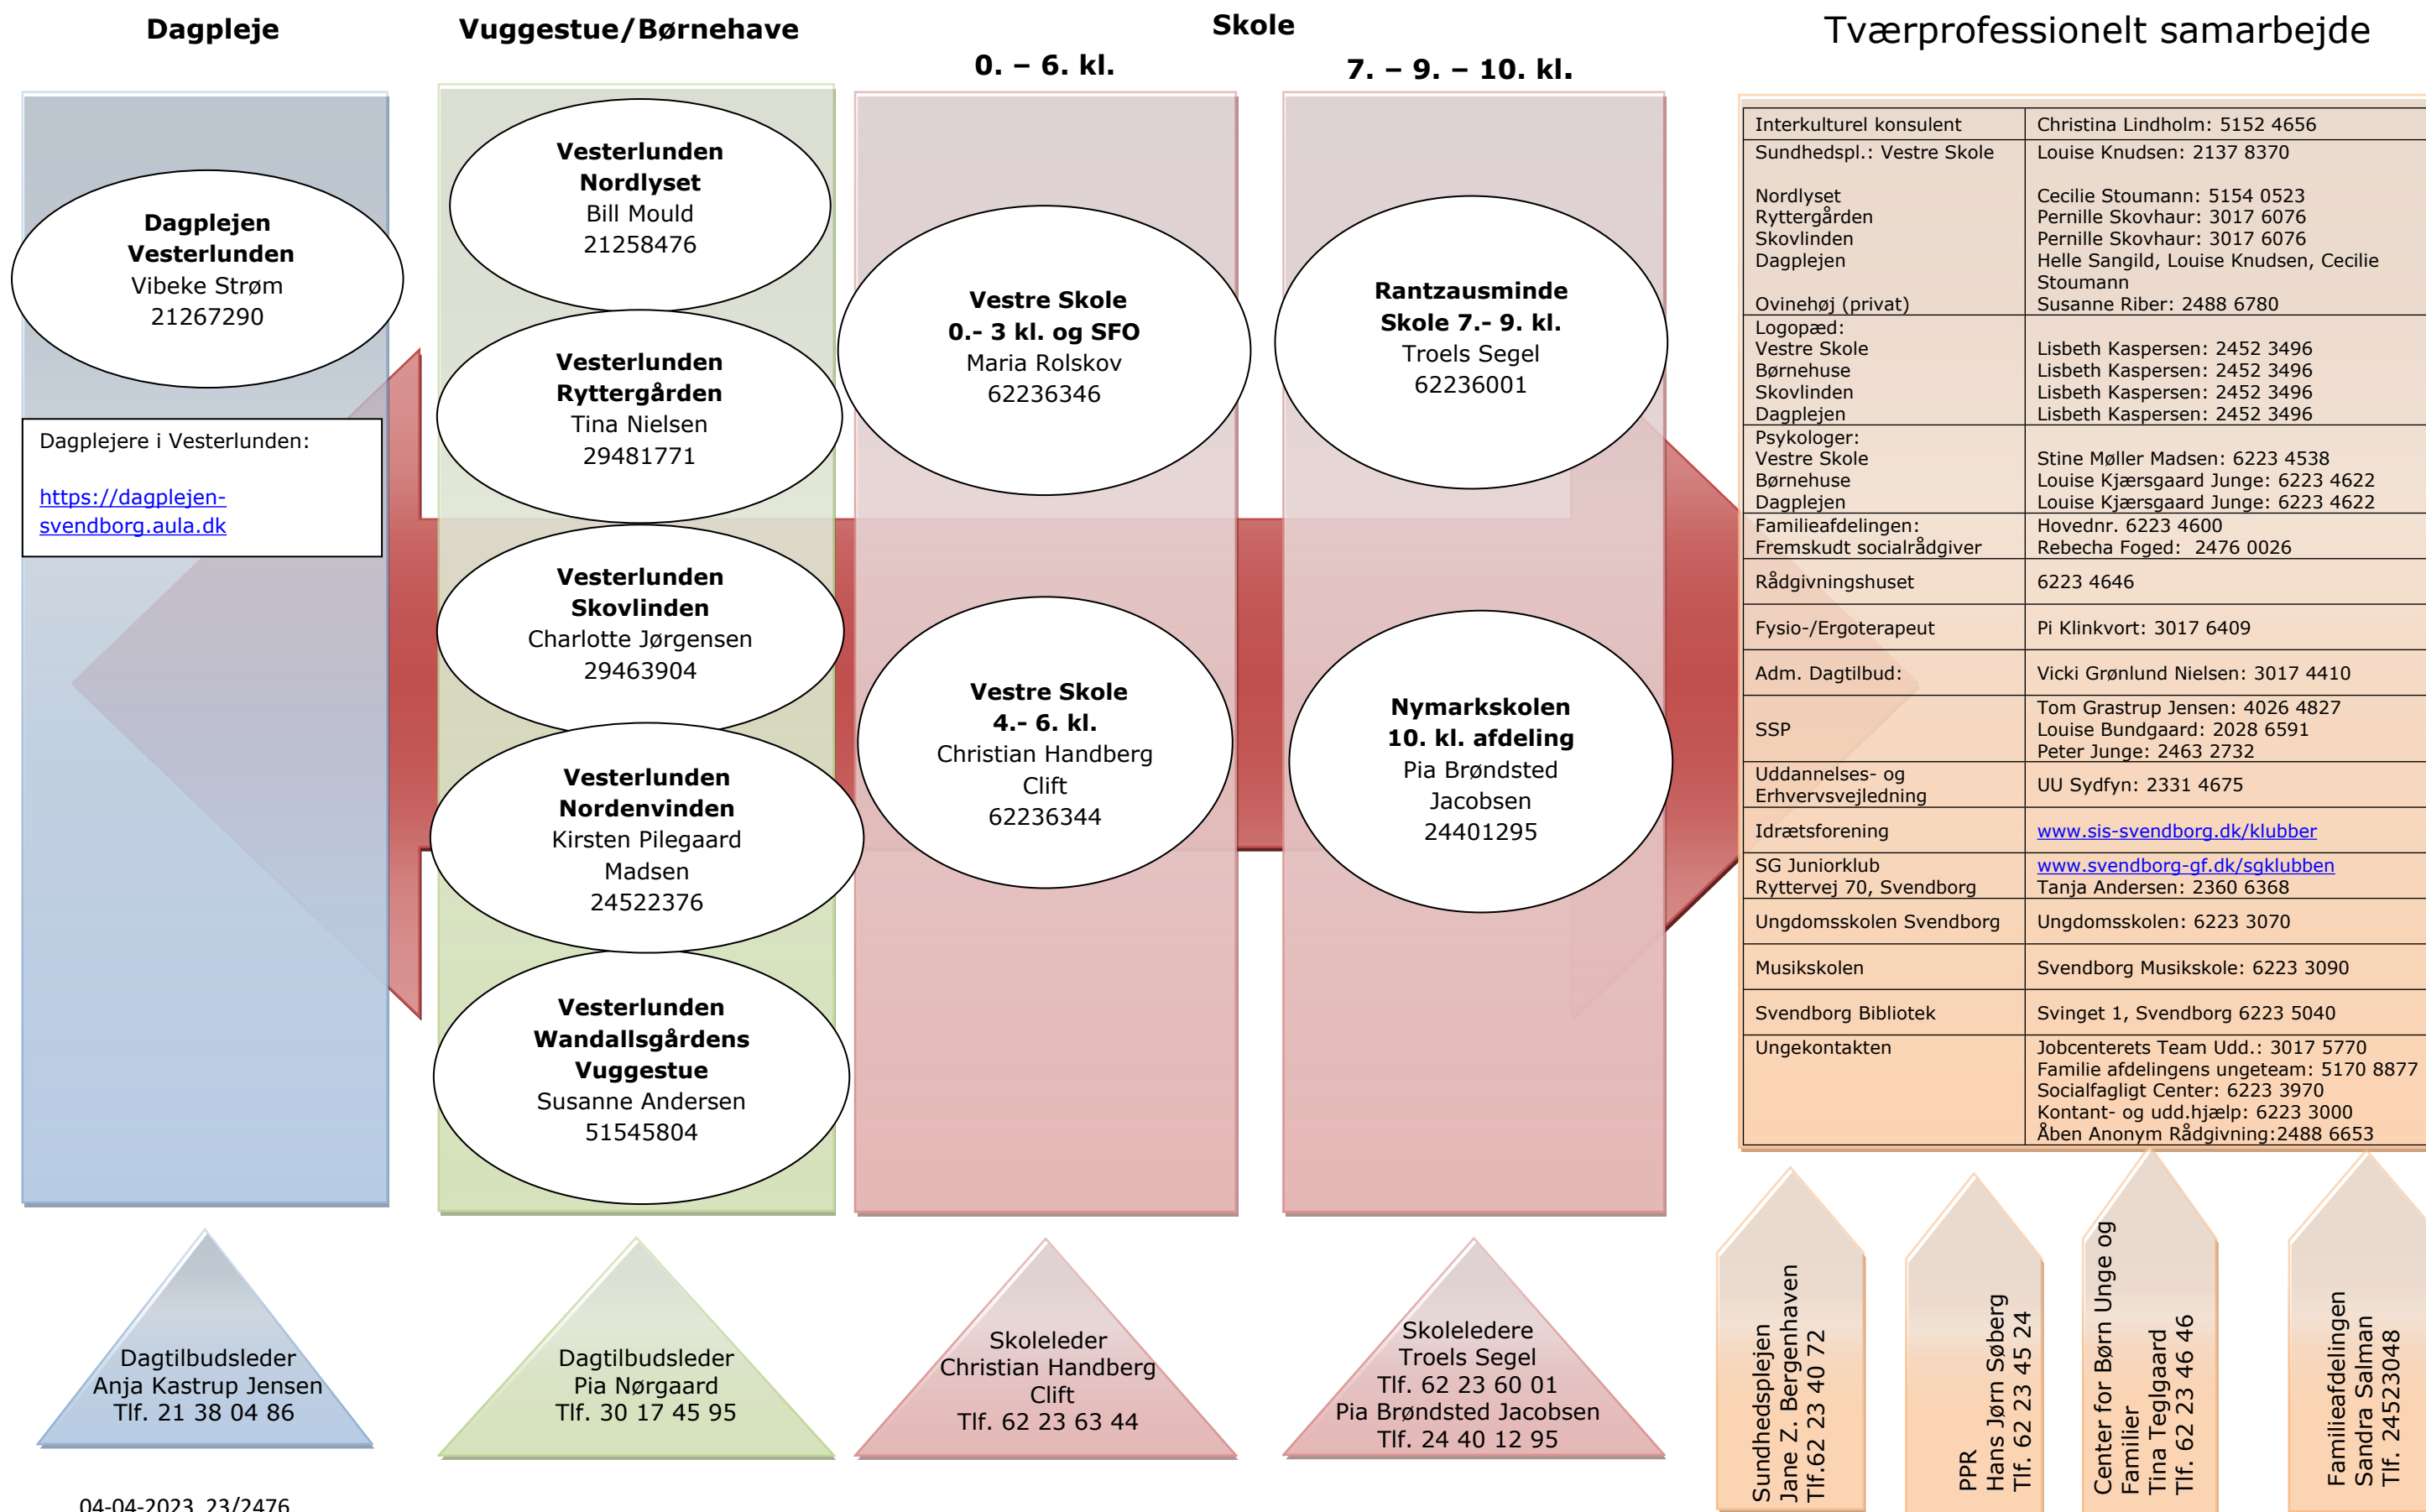 Dagpleje
Vuggestue/Børnehave
Skole
0. – 6. kl.
7. – 9. – 10. kl.
Tværprofessionelt samarbejde
Dagplejen
Vesterlunden
Vibeke Strøm
21267290
Dagplejere i Vesterlunden:
https://dagplejen-
svendborg.aula.dk
Vesterlunden
Nordlyset
Bill Mould
21258476
Vesterlunden
Ryttergården
Tina Nielsen
29481771
Vesterlunden
Skovlinden
Charlotte Jørgensen
29463904
Vesterlunden
Nordenvinden
Kirsten Pilegaard
Madsen
24522376
Vesterlunden
Wandallsgårdens
Vuggestue
Susanne Andersen
51545804
Vestre Skole
0.- 3 kl. og SFO
Maria Rolskov
62236346
Vestre Skole
4.- 6. kl.
Christian Handberg
Clift
62236344
Rantzausminde
Skole 7.- 9. kl.
Troels Segel
62236001
Nymarkskolen
10. kl. afdeling
Pia Brøndsted
Jacobsen
24401295
Interkulturel konsulent Christina Lindholm: 5152 4656
Sundhedspl.: Vestre Skole Louise Knudsen: 2137 8370
Nordlyset Cecilie Stoumann: 5154 0523
Ryttergården Pernille Skovhaur: 3017 6076
Skovlinden Pernille Skovhaur: 3017 6076
Dagplejen Helle Sangild, Louise Knudsen, Cecilie
Stoumann
Ovinehøj (privat) Susanne Riber: 2488 6780
Logopæd:
Vestre Skole Lisbeth Kaspersen: 2452 3496
Børnehuse Lisbeth Kaspersen: 2452 3496
Skovlinden Lisbeth Kaspersen: 2452 3496
Dagplejen Lisbeth Kaspersen: 2452 3496
Psykologer:
Vestre Skole Stine Møller Madsen: 6223 4538
Børnehuse Louise Kjærsgaard Junge: 6223 4622
Dagplejen Louise Kjærsgaard Junge: 6223 4622
Familieafdelingen: Hovednr. 6223 4600
Fremskudt socialrådgiver Rebecha Foged: 2476 0026
Rådgivningshuset 6223 4646
Fysio-/Ergoterapeut Pi Klinkvort: 3017 6409
Adm. Dagtilbud: Vicki Grønlund Nielsen: 3017 4410
SSP Tom Grastrup Jensen: 4026 4827
Louise Bundgaard: 2028 6591
Peter Junge: 2463 2732
Uddannelses- og
Erhvervsvejledning UU Sydfyn: 2331 4675
Idrætsforening www.sis-svendborg.dk/klubber
SG Juniorklub www.svendborg-gf.dk/sgklubben
Ryttervej 70, Svendborg Tanja Andersen: 2360 6368
Ungdomsskolen Svendborg Ungdomsskolen: 6223 3070
Musikskolen Svendborg Musikskole: 6223 3090
Svendborg Bibliotek Svinget 1, Svendborg 6223 5040
Ungekontakten Jobcenterets Team Udd.: 3017 5770
Familie afdelingens ungeteam: 5170 8877
Socialfagligt Center: 6223 3970
Kontant- og udd.hjælp: 6223 3000
Åben Anonym Rådgivning:2488 6653
Dagtilbudsleder
Anja Kastrup Jensen
Tlf. 21 38 04 86
Dagtilbudsleder
Pia Nørgaard
Tlf. 30 17 45 95
Skoleleder
Christian Handberg
Clift
Tlf. 62 23 63 44
Skoleledere
Troels Segel
Tlf. 62 23 60 01
Pia Brøndsted Jacobsen
Tlf. 24 40 12 95
Sundhedsplejen
Jane Z. Bergenhaven
Tlf.62 23 40 72
PPR
Hans Jørn Søberg
Tlf. 62 23 45 24
Center for Børn Unge og
Familier
Tina Teglgaard
Tlf. 62 23 46 46
Familieafdelingen
Sandra Salman
Tlf. 24523048
04-04-2023 23/2476